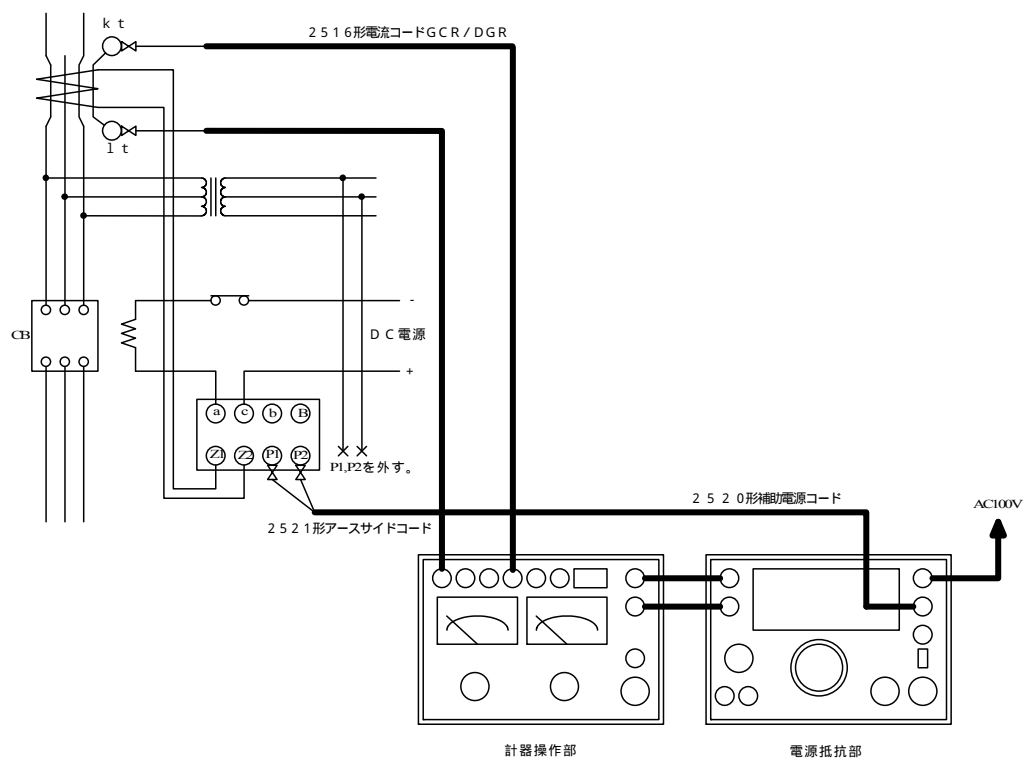 ｋｔ
２５１６形電流コードＧＣＲ／ＤＧＲ
ｌｔ
-
CB
ＤＣ電源
+
a c b B
Z1 Z2 P1 P2
P1,P2を外す。
２５２０形補助電源コード
AC100V
２５２１形アースサイドコード
計器操作部
電源抵抗部